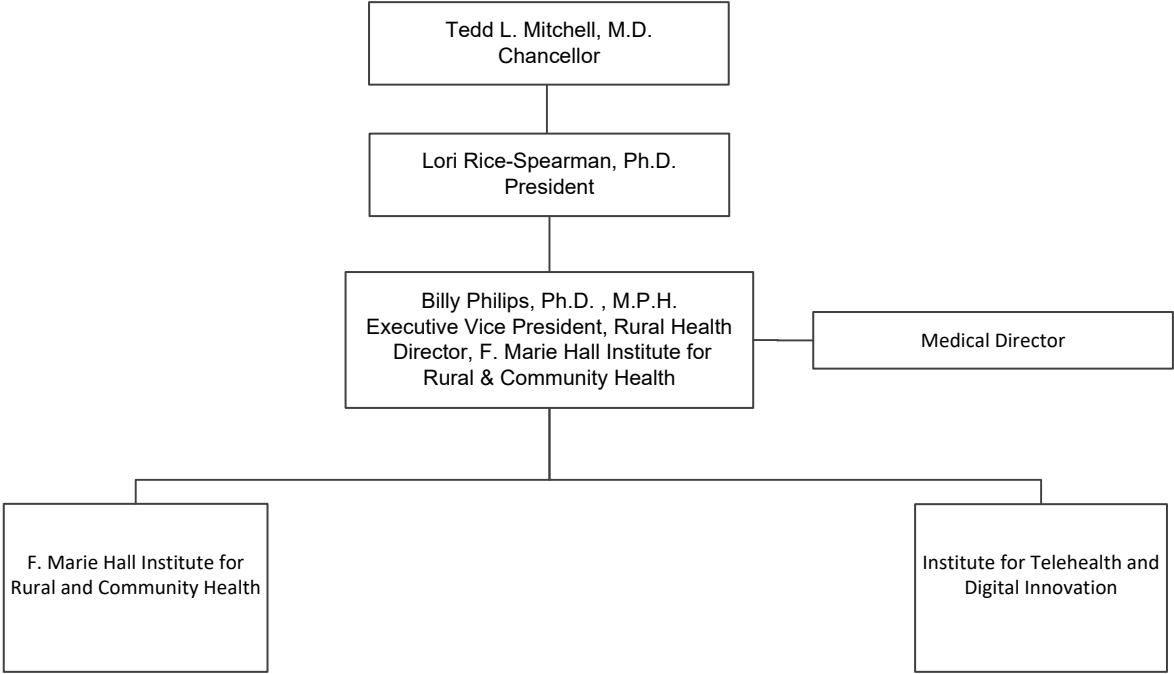 Tedd L. Mitchell, M.D.
Chancellor
Lori Rice-Spearman, Ph.D.
President
Billy Philips, Ph.D. , M.P.H.
Executive Vice President, Rural Health
Director, F. Marie Hall Institute for
Rural & Community Health
Medical Director
F. Marie Hall Institute for
Rural and Community Health
Institute for Telehealth and
Digital Innovation